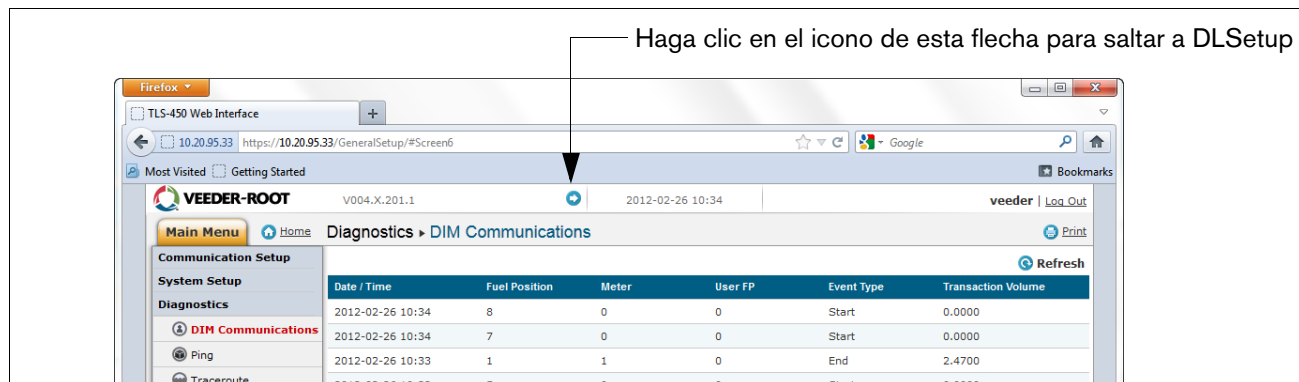 Haga clic en el icono de esta flecha para saltar a DLSetup
Firefox
TLS-450 Web Interface
10.20.95.33 https://10.20.95.33/GeneralSetup/#Screen6
Google
Most Visited Getting Started
Bookmarks
VEEDER-ROOT V004.X.201.1 2012-02-26 10:34 veeder | Log Out
Main Menu Home Diagnostics ▸ DIM Communications Print
Communication Setup
Refresh
System Setup
Date / Time Fuel Position Meter User FP Event Type Transaction Volume
Diagnostics
2012-02-26 10:34 8 0 0 Start 0.0000
DIM Communications
2012-02-26 10:34 7 0 0 Start 0.0000
Ping
2012-02-26 10:33 1 1 0 End 2.4700
Traceroute